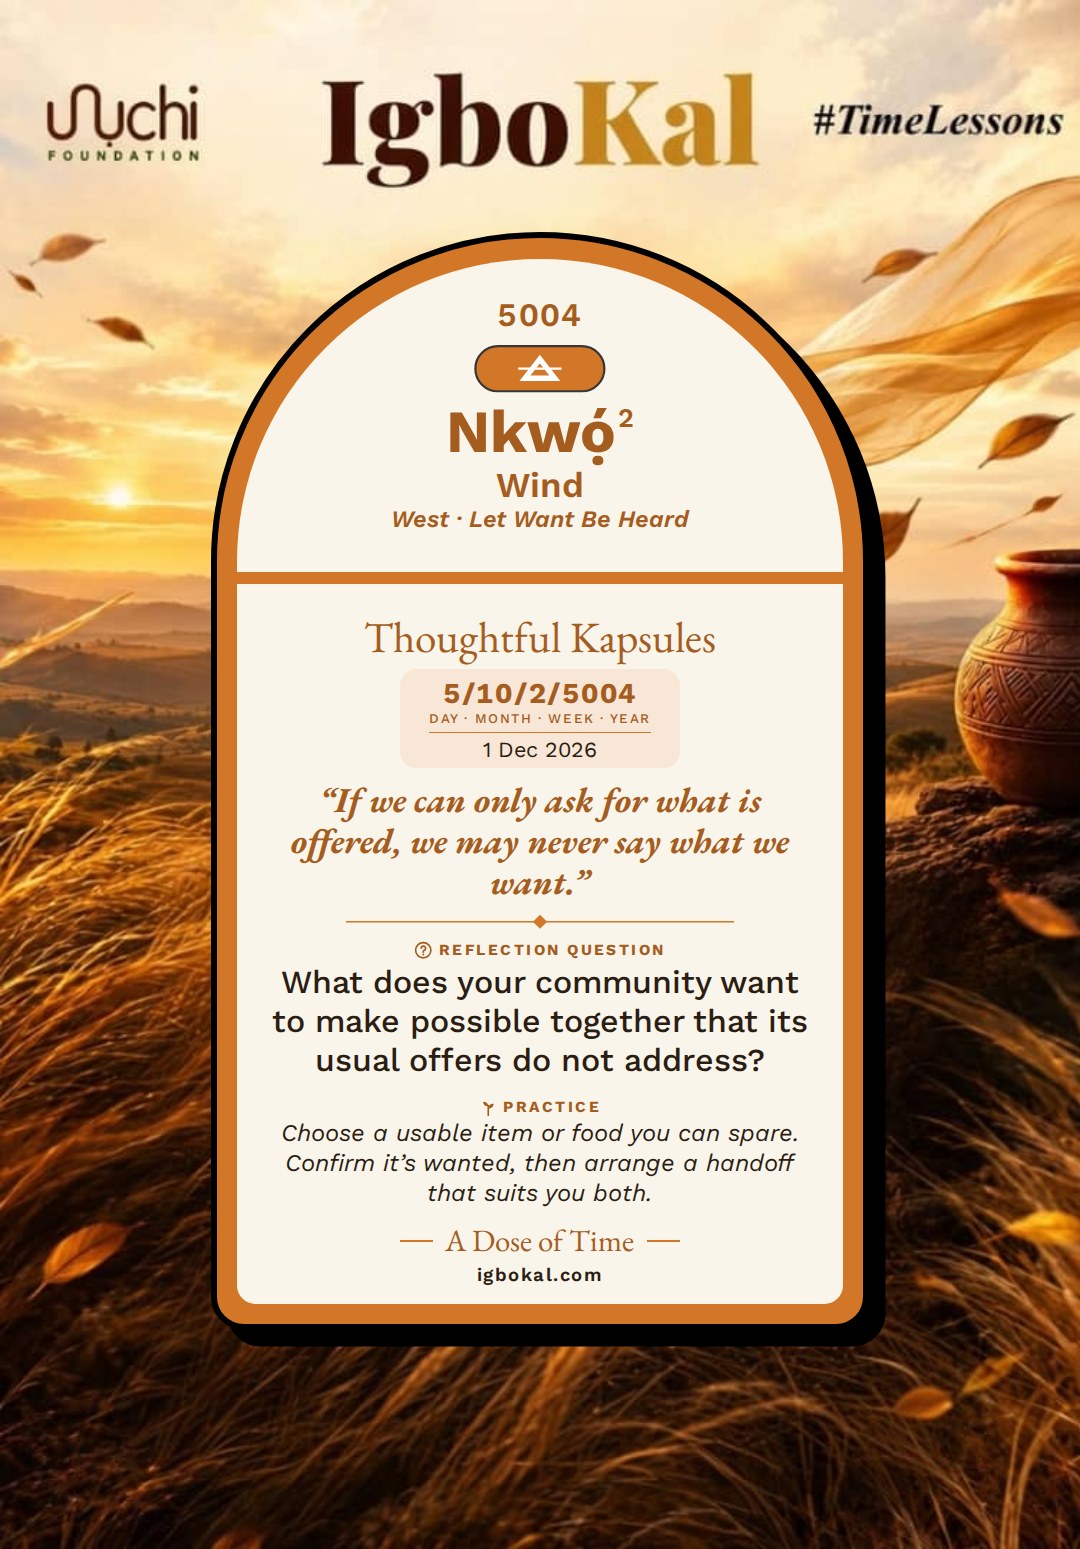 Ụchi
FOUNDATION
IgboKal
#TimeLessons
5004
Nkwọ́²
Wind
West · Let Want Be Heard
Thoughtful Kapsules
5/10/2/5004
DAY · MONTH · WEEK · YEAR
1 Dec 2026
“If we can only ask for what is
offered, we may never say what we
want.”
REFLECTION QUESTION
What does your community want
to make possible together that its
usual offers do not address?
PRACTICE
Choose a usable item or food you can spare.
Confirm it’s wanted, then arrange a handoff
that suits you both.
A Dose of Time
igbokal.com